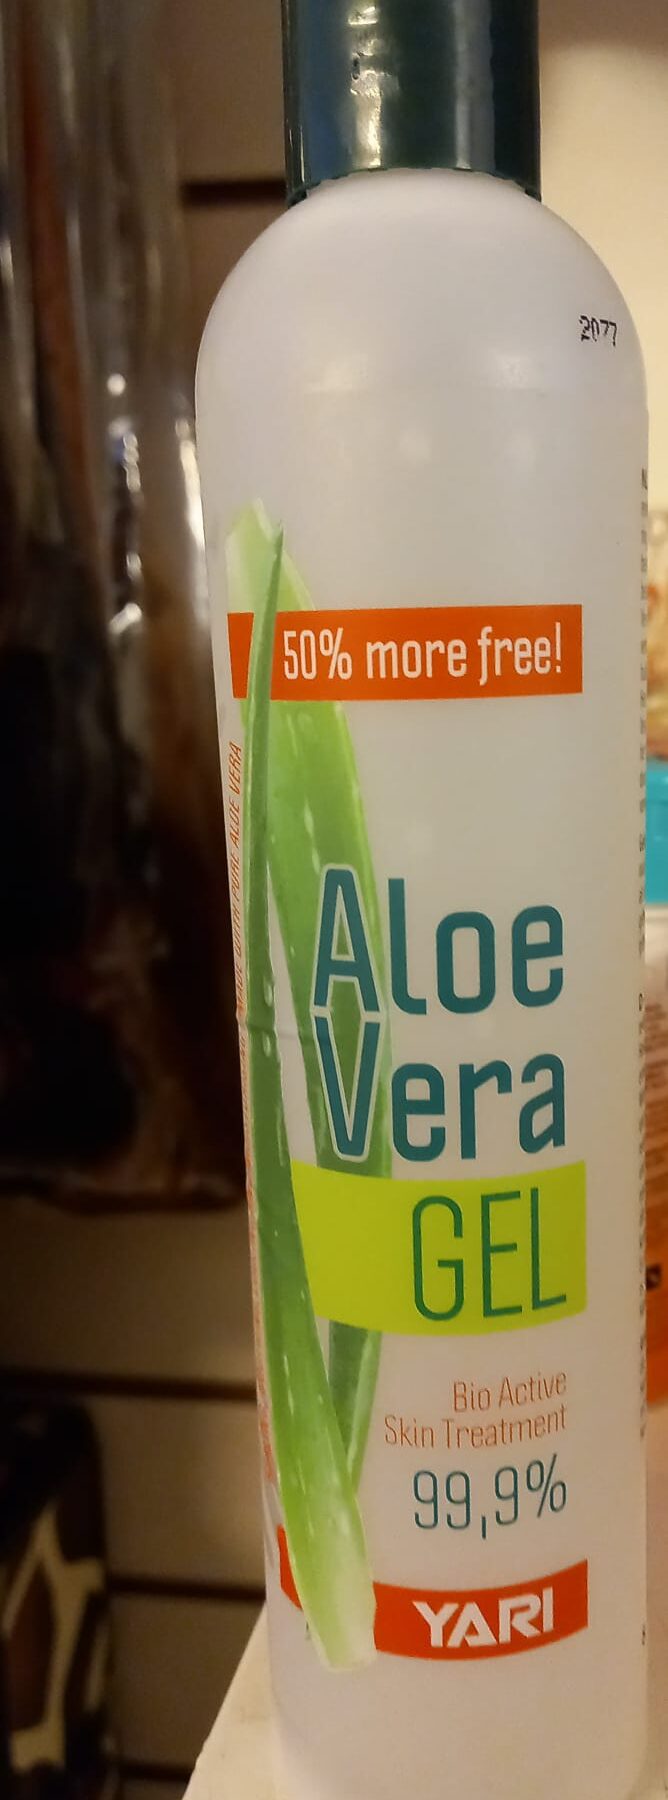 2077
50% more free!
MADE WITH PURE ALOE VERA
Aloe
Vera
GEL
Bio Active
Skin Treatment
99,9%
YARI